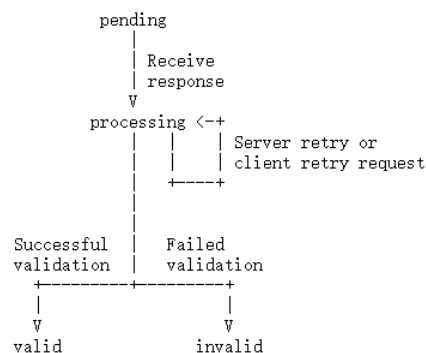 pending
Receive
response
processing <-+
Server retry or
client retry request
Successful Failed
validation validation
valid invalid